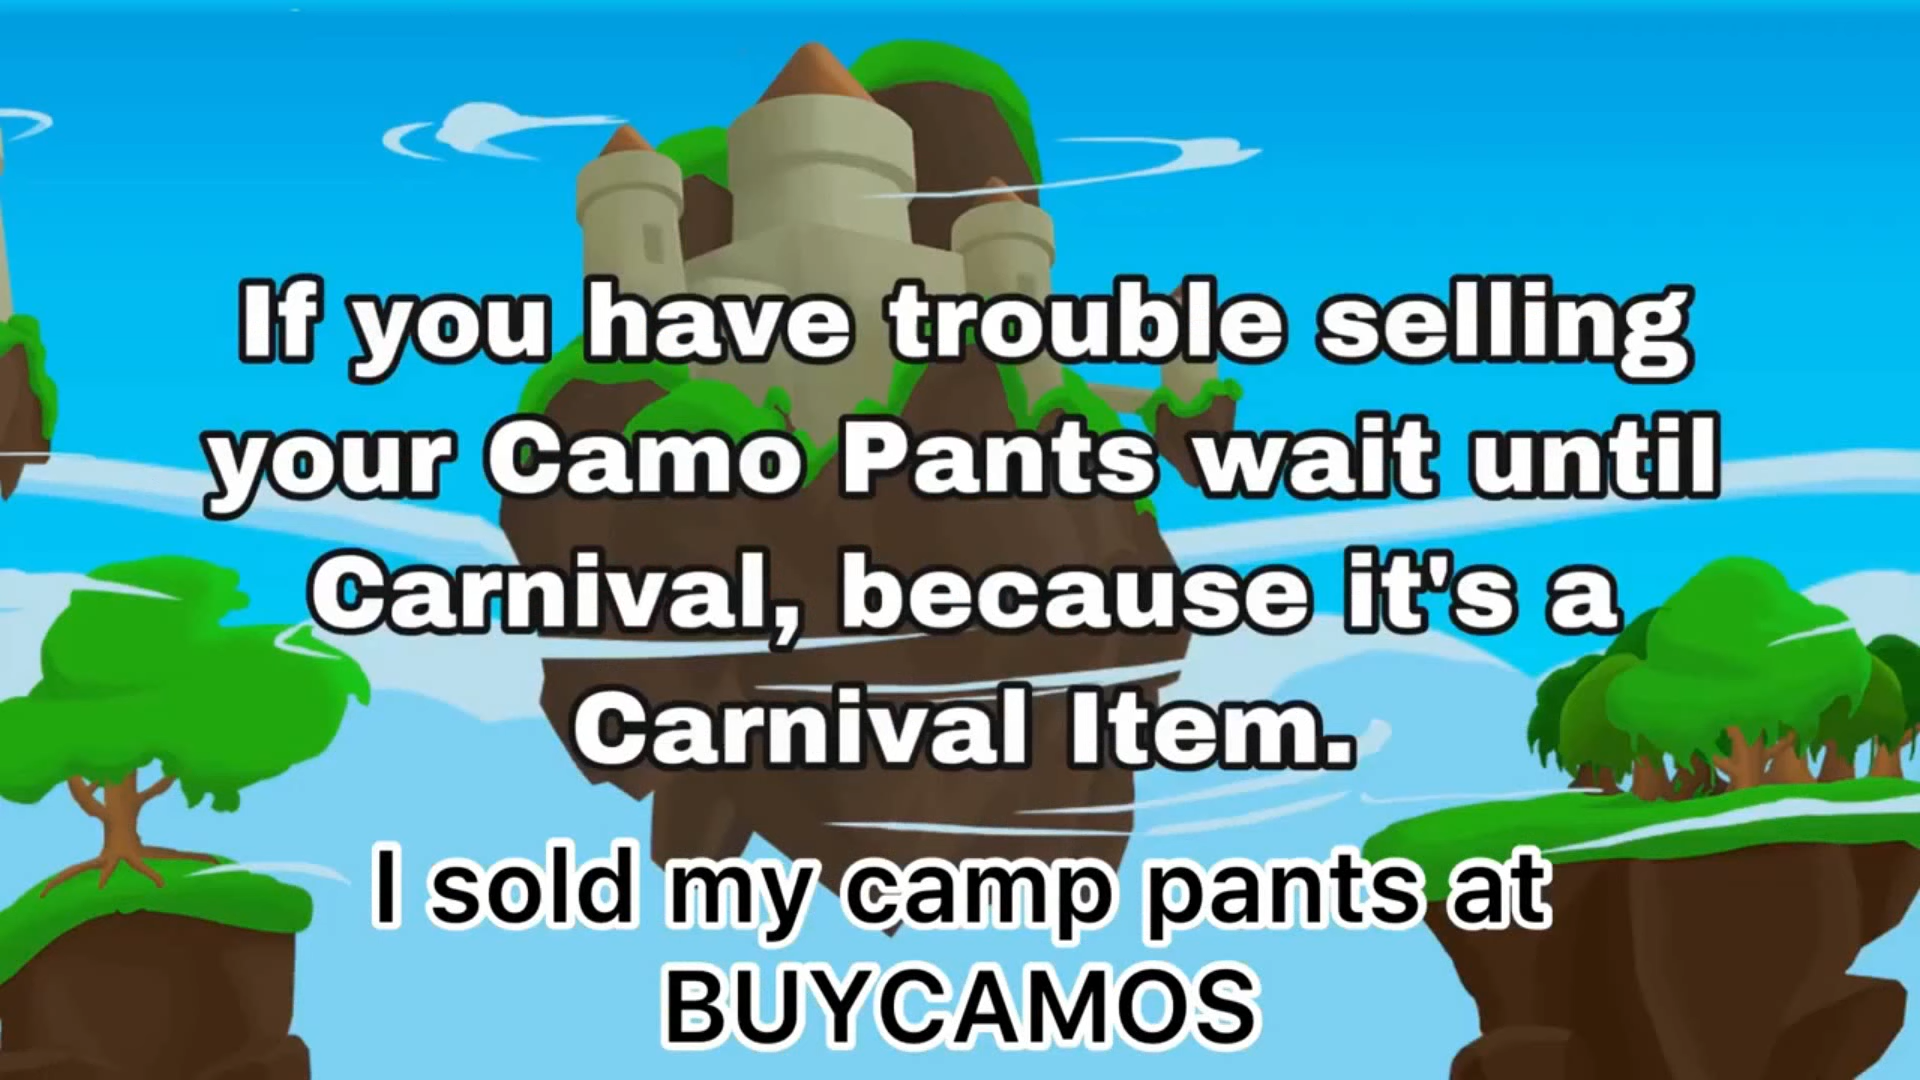 If you have trouble selling
your Camo Pants wait until
Carnival, because it's a
Carnival Item.
I sold my camp pants at
BUYCAMOS